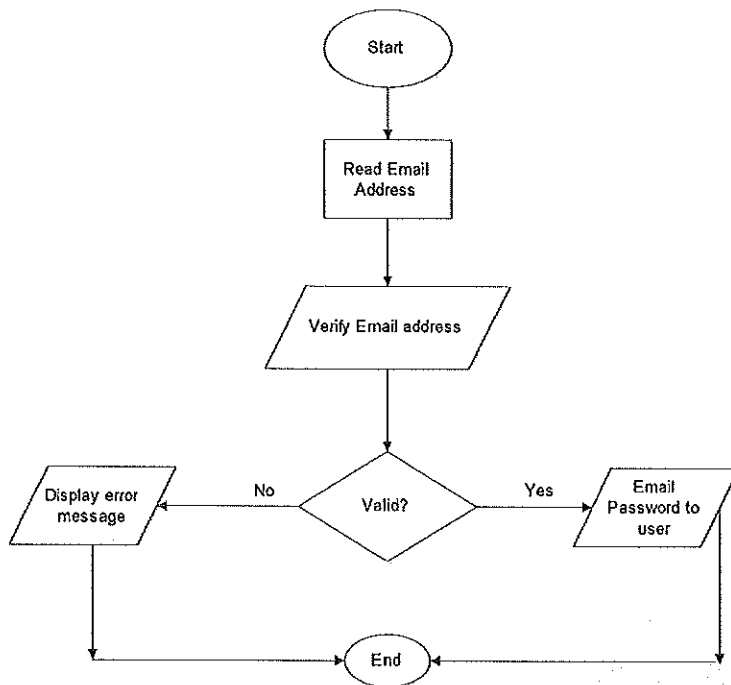 Start
Read Email
Address
Verify Email address
Valid?
No
Yes
Display error
message
Email
Password to
user
End